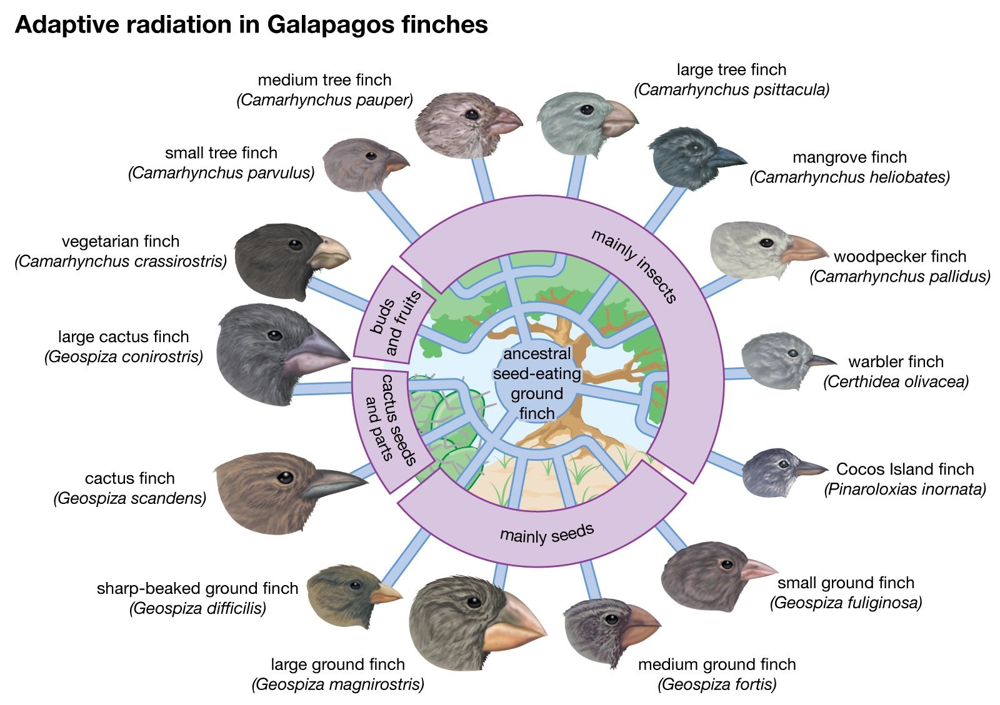 Adaptive radiation in Galapagos finches
medium tree finch
(Camarhynchus pauper)
large tree finch
(Camarhynchus psittacula)
small tree finch
(Camarhynchus parvulus)
mangrove finch
(Camarhynchus heliobates)
vegetarian finch
(Camarhynchus crassirostris)
woodpecker finch
(Camarhynchus pallidus)
large cactus finch
(Geospiza conirostris)
warbler finch
(Certhidea olivacea)
cactus finch
(Geospiza scandens)
Cocos Island finch
(Pinaroloxias inornata)
sharp-beaked ground finch
(Geospiza difficilis)
small ground finch
(Geospiza fuliginosa)
large ground finch
(Geospiza magnirostris)
medium ground finch
(Geospiza fortis)
mainly insects
buds
and fruits
cactus seeds
and parts
mainly seeds
ancestral
seed-eating
ground
finch